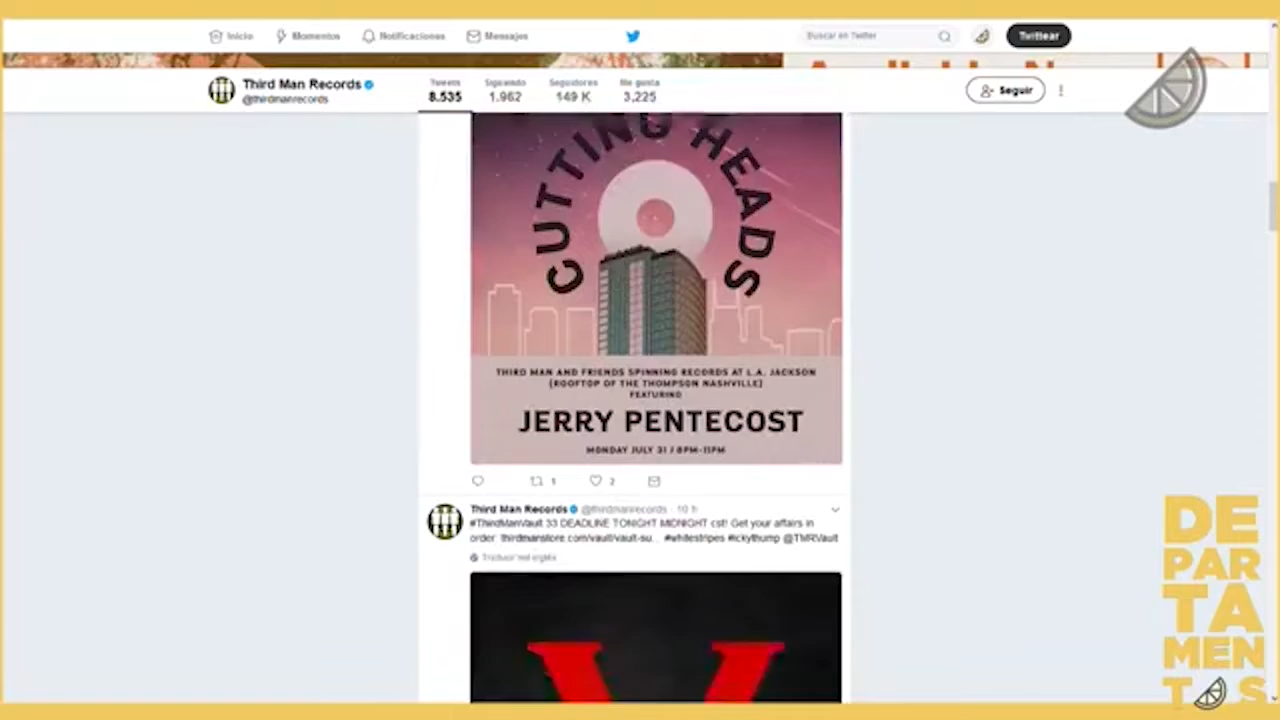 Inicio Momentos Notificaciones Mensajes Buscar en Twitter Twittear
Third Man Records
@thirdmanrecords
Tweets Siguiendo Seguidores Me gusta
8.535 1.962 149 K 3,225
Seguir
CUTTING HEADS
THIRD MAN AND FRIENDS SPINNING RECORDS AT L.A. JACKSON
(ROOFTOP OF THE THOMPSON NASHVILLE)
FEATURING
JERRY PENTECOST
MONDAY JULY 31 / 8PM-11PM
1 2
Third Man Records @thirdmanrecords · 10 h
#ThirdManVault 33 DEADLINE TONIGHT MIDNIGHT cst! Get your affairs in
order thirdmanstore.com/vault/vault-su... #whitestripes #ickythump @TMRVault
Traducir del inglés
DE
PAR
TA
MEN
T S